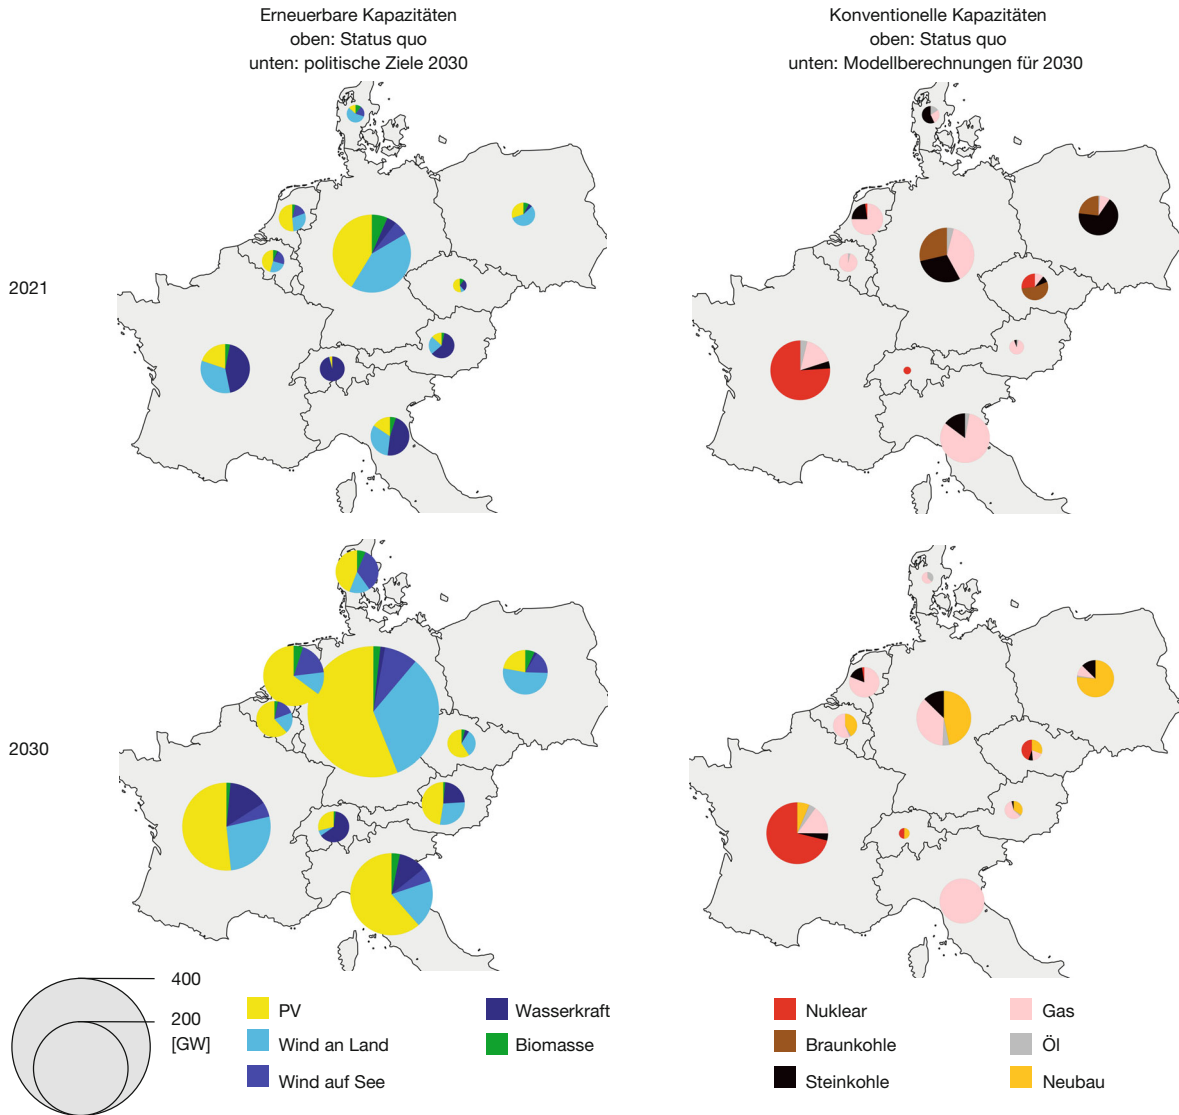 Erneuerbare Kapazitäten
oben: Status quo
unten: politische Ziele 2030
Konventionelle Kapazitäten
oben: Status quo
unten: Modellberechnungen für 2030
2021
2030
400
200
[GW]
PV
Wind an Land
Wind auf See
Wasserkraft
Biomasse
Nuklear
Braunkohle
Steinkohle
Gas
Öl
Neubau